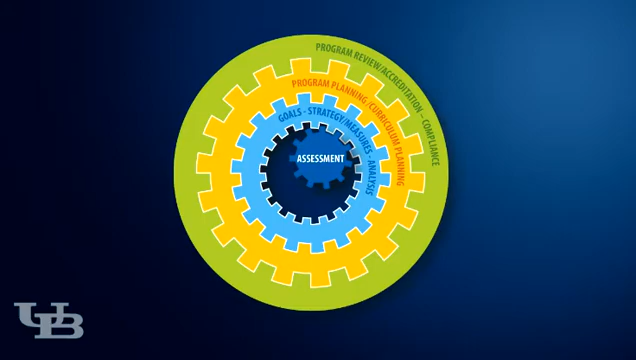 PROGRAM REVIEW/ACCREDITATION – COMPLIANCE
PROGRAM PLANNING /CURRICULUM PLANNING
GOALS - STRATEGY/MEASURES - ANALYSIS
ASSESSMENT
UB